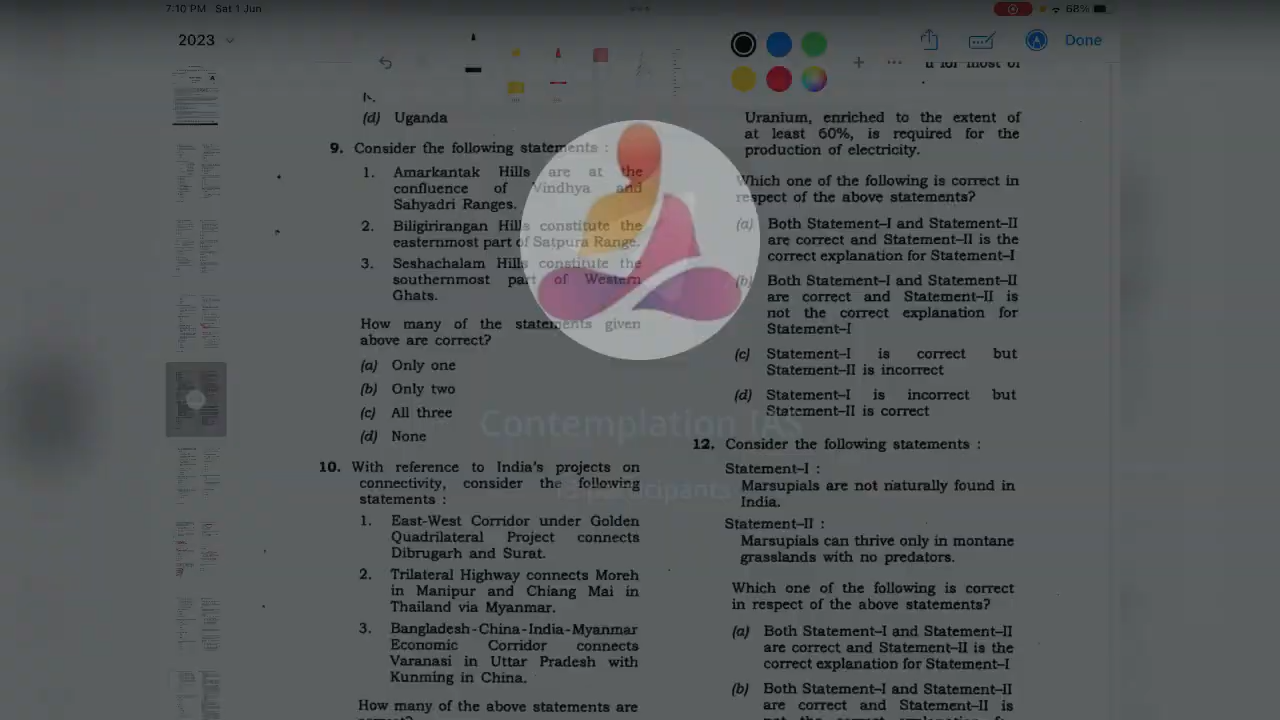 7:10 PM Sat 1 Jun
68%
2023
Done
(d) Uganda
9. Consider the following statements :
1. Amarkantak Hills are at the
confluence of Vindhya and
Sahyadri Ranges.
2. Biligirirangan Hills constitute the
easternmost part of Satpura Range.
3. Seshachalam Hills constitute the
southernmost part of Western
Ghats.
How many of the statements given
above are correct?
(a) Only one
(b) Only two
(c) All three
(d) None
10. With reference to India's projects on
connectivity, consider the following
statements :
1. East-West Corridor under Golden
Quadrilateral Project connects
Dibrugarh and Surat.
2. Trilateral Highway connects Moreh
in Manipur and Chiang Mai in
Thailand via Myanmar.
3. Bangladesh-China-India-Myanmar
Economic Corridor connects
Varanasi in Uttar Pradesh with
Kunming in China.
How many of the above statements are
Uranium, enriched to the extent of
at least 60%, is required for the
production of electricity.
Which one of the following is correct in
respect of the above statements?
(a) Both Statement-I and Statement-II
are correct and Statement-II is the
correct explanation for Statement-I
(b) Both Statement-I and Statement-II
are correct and Statement-II is
not the correct explanation for
Statement-I
(c) Statement-I is correct but
Statement-II is incorrect
(d) Statement-I is incorrect but
Statement-II is correct
12. Consider the following statements :
Statement-I :
Marsupials are not naturally found in
India.
Statement-II :
Marsupials can thrive only in montane
grasslands with no predators.
Which one of the following is correct
in respect of the above statements?
(a) Both Statement-I and Statement-II
are correct and Statement-II is the
correct explanation for Statement-I
(b) Both Statement-I and Statement-II
are correct and Statement-II is
Contemplation IAS
participants